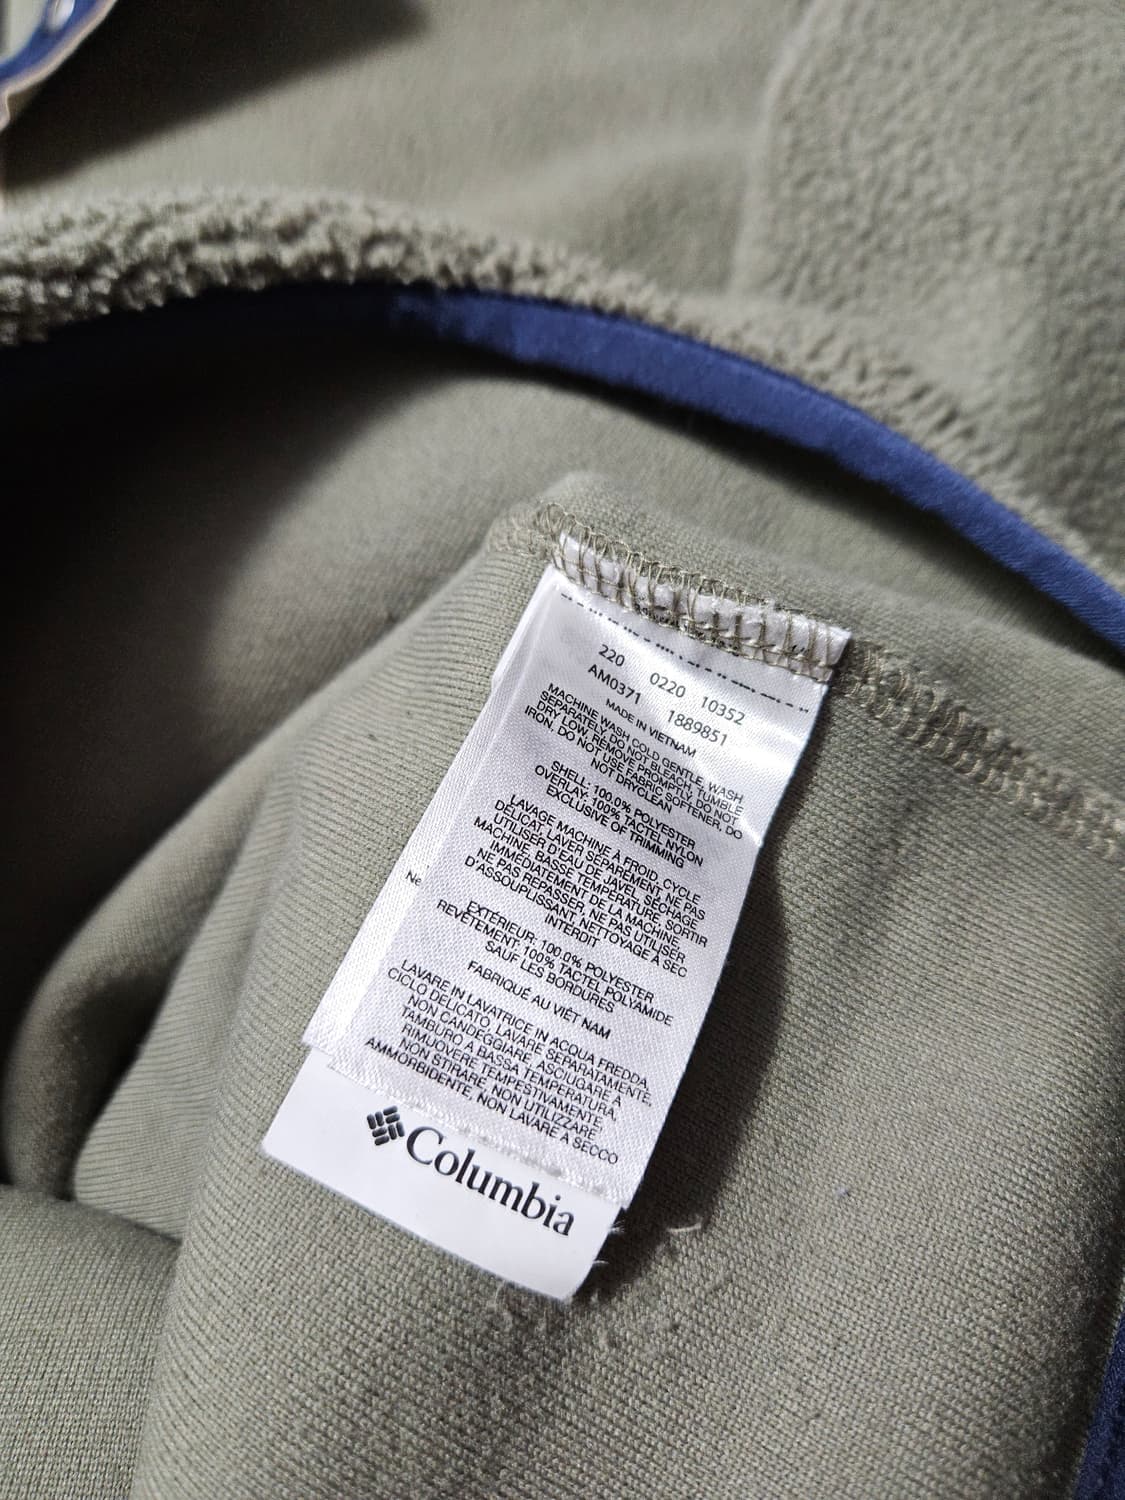 220 0220 10352
AM0371 1889851
MADE IN VIETNAM
MACHINE WASH COLD GENTLE, WASH
SEPARATELY, DO NOT BLEACH, TUMBLE
DRY LOW, REMOVE PROMPTLY, DO NOT
IRON, DO NOT USE FABRIC SOFTENER, DO
NOT DRYCLEAN
SHELL: 100.0% POLYESTER
OVERLAY: 100% TACTEL NYLON
EXCLUSIVE OF TRIMMING
LAVAGE MACHINE À FROID, CYCLE
DÉLICAT, LAVER SÉPARÉMENT, NE PAS
UTILISER D'EAU DE JAVEL, SÉCHAGE
MACHINE, BASSE TEMPÉRATURE, SORTIR
IMMÉDIATEMENT DE LA MACHINE,
NE PAS REPASSER, NE PAS UTILISER
D'ASSOUPLISSANT, NETTOYAGE À SEC
INTERDIT
EXTÉRIEUR: 100.0% POLYESTER
REVÊTEMENT: 100% TACTEL POLYAMIDE
SAUF LES BORDURES
FABRIQUÉ AU VIÊT NAM
LAVARE IN LAVATRICE IN ACQUA FREDDA,
CICLO DELICATO, LAVARE SEPARATAMENTE,
NON CANDEGGIARE, ASCIUGARE A
TAMBURO A BASSA TEMPERATURA,
RIMUOVERE TEMPESTIVAMENTE,
NON STIRARE, NON UTILIZZARE
AMMORBIDENTE, NON LAVARE A SECCO
Ne
Columbia